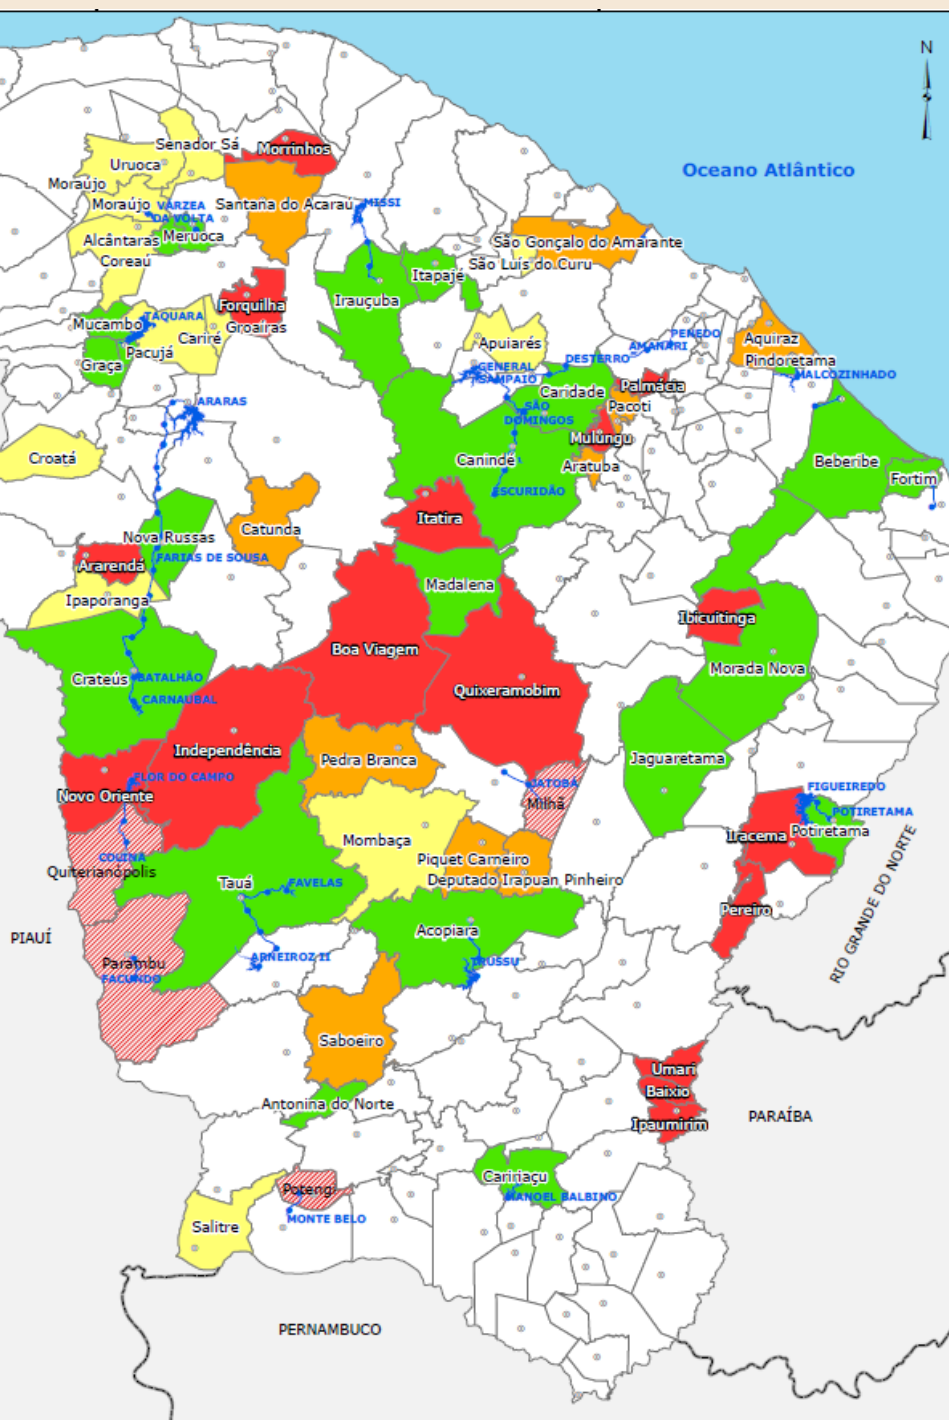 N
Oceano Atlântico
Senador Sá
Morrinhos
Uruoca
Moraújo
Moraújo
VÁRZEA
DA VOLTA
Santana do Acarau
MISSI
Meruoca
Alcântaras
Coreaú
São Gonçalo do Amarante
São Luís do Curu
Itapajé
Irauçuba
Forquilha
Groaíras
Mucambo
TAQUARA
Cariré
Pacujá
Graça
Apuiarés
PENEDO
AMANARI
Aquiraz
Pindoretama
MALCOZINHADO
DESTERRO
GENERAL
SAMPAIO
Caridade
Palmácia
Pacoti
ARARAS
SÃO
DOMINGOS
Mulungu
Croatá
Canindé
Aratuba
Beberibe
Fortim
ESCURIDÃO
Itatira
Catunda
Nova Russas
FARIAS DE SOUSA
Ararendá
Madalena
Ipaporanga
Ibicuitinga
Boa Viagem
Morada Nova
Crateús
BATALHÃO
CARNAUBAL
Quixeramobim
Independência
Pedra Branca
Jaguaretama
FLOR DO CAMPO
Novo Oriente
JATOBÁ
Milhã
FIGUEIREDO
POTIRETAMA
Iracema
Potiretama
Mombaça
COLINA
Quiterianópolis
Piquet Carneiro
Deputado Irapuan Pinheiro
Tauá
FAVELAS
Pereiro
RIO GRANDE DO NORTE
PIAUÍ
Acopiara
Parambu
FACUNDO
ARNEIROZ II
TRUSSU
Saboeiro
Umari
Baixio
Ipaumirim
Antonina do Norte
PARAÍBA
Caririaçu
MANOEL BALBINO
Potengi
MONTE BELO
Salitre
PERNAMBUCO